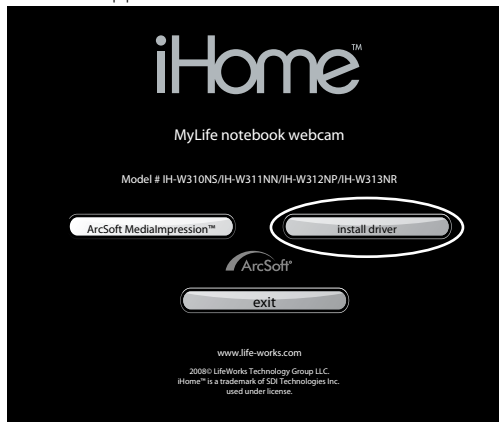 iHome™
MyLife notebook webcam
Model # IH-W310NS/IH-W311NN/IH-W312NP/IH-W313NR
ArcSoft MediaImpression™
install driver
ArcSoft®
exit
www.life-works.com
2008© LifeWorks Technology Group LLC.
iHome™ is a trademark of SDI Technologies Inc.
used under license.